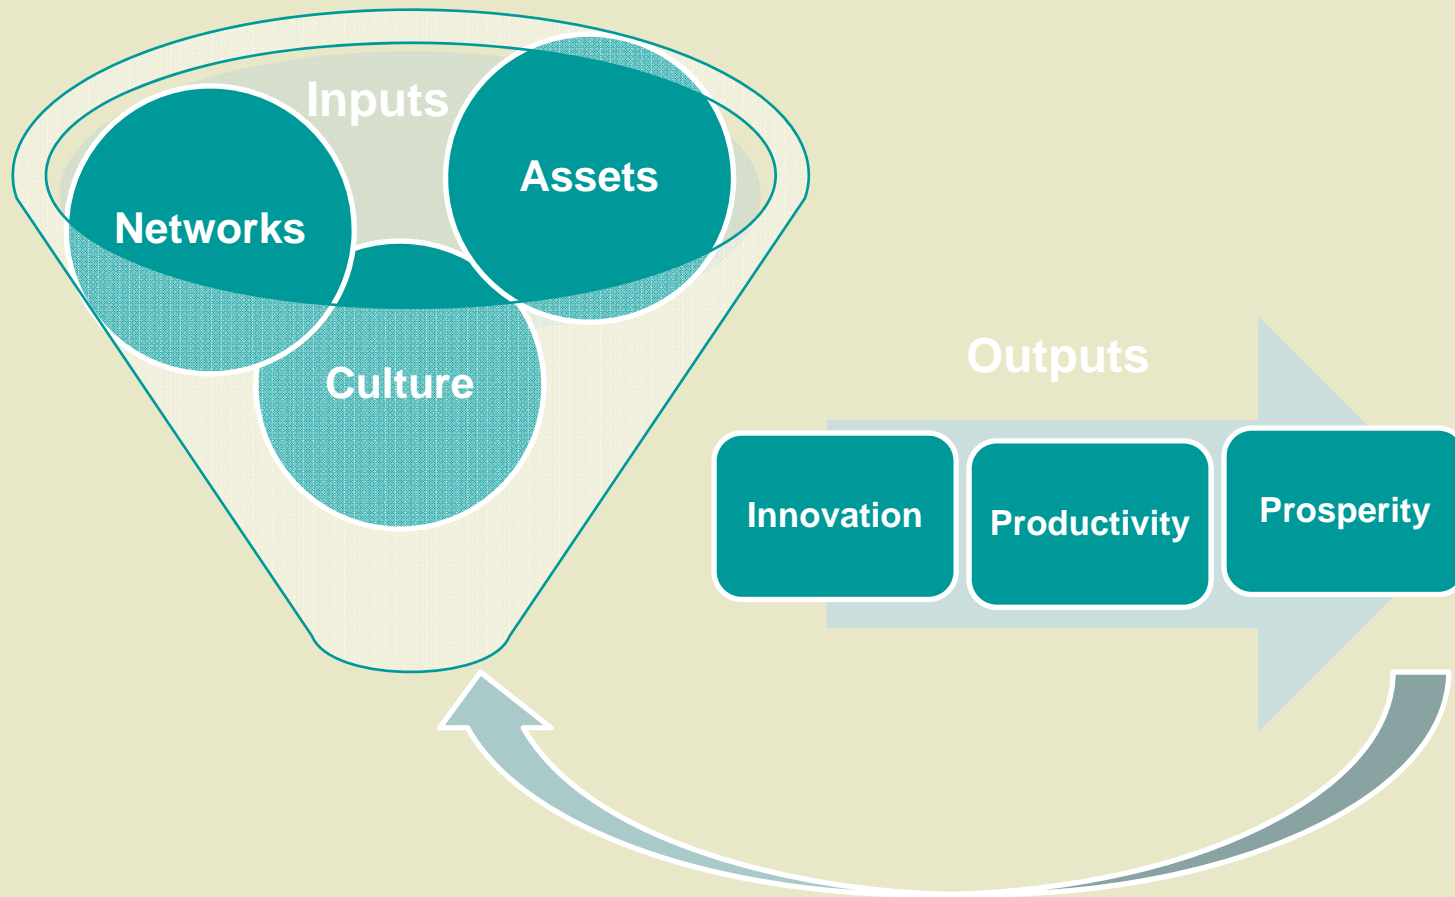 Inputs
Assets
Networks
Culture
Outputs
Innovation
Productivity
Prosperity